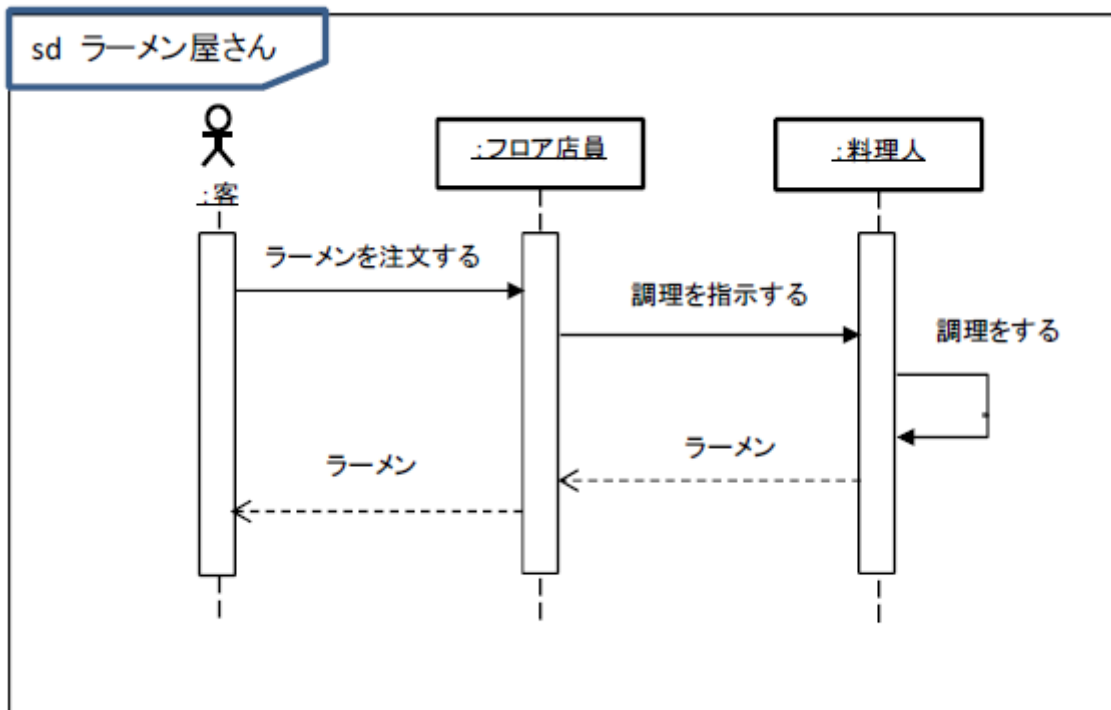 sd ラーメン屋さん
:客
:フロア店員
:料理人
ラーメンを注文する
調理を指示する
調理をする
ラーメン
ラーメン